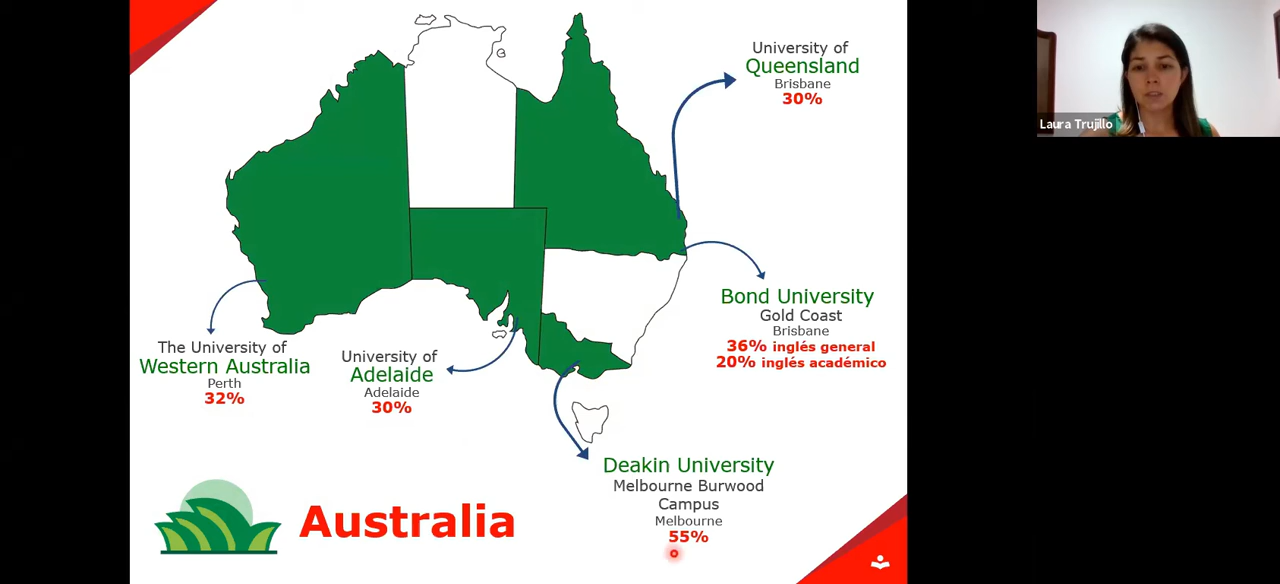 University of
Queensland
Brisbane
30%
Laura Trujillo
Bond University
Gold Coast
Brisbane
36% inglés general
20% inglés académico
The University of
Western Australia
Perth
32%
University of
Adelaide
Adelaide
30%
Deakin University
Melbourne Burwood
Campus
Melbourne
55%
Australia